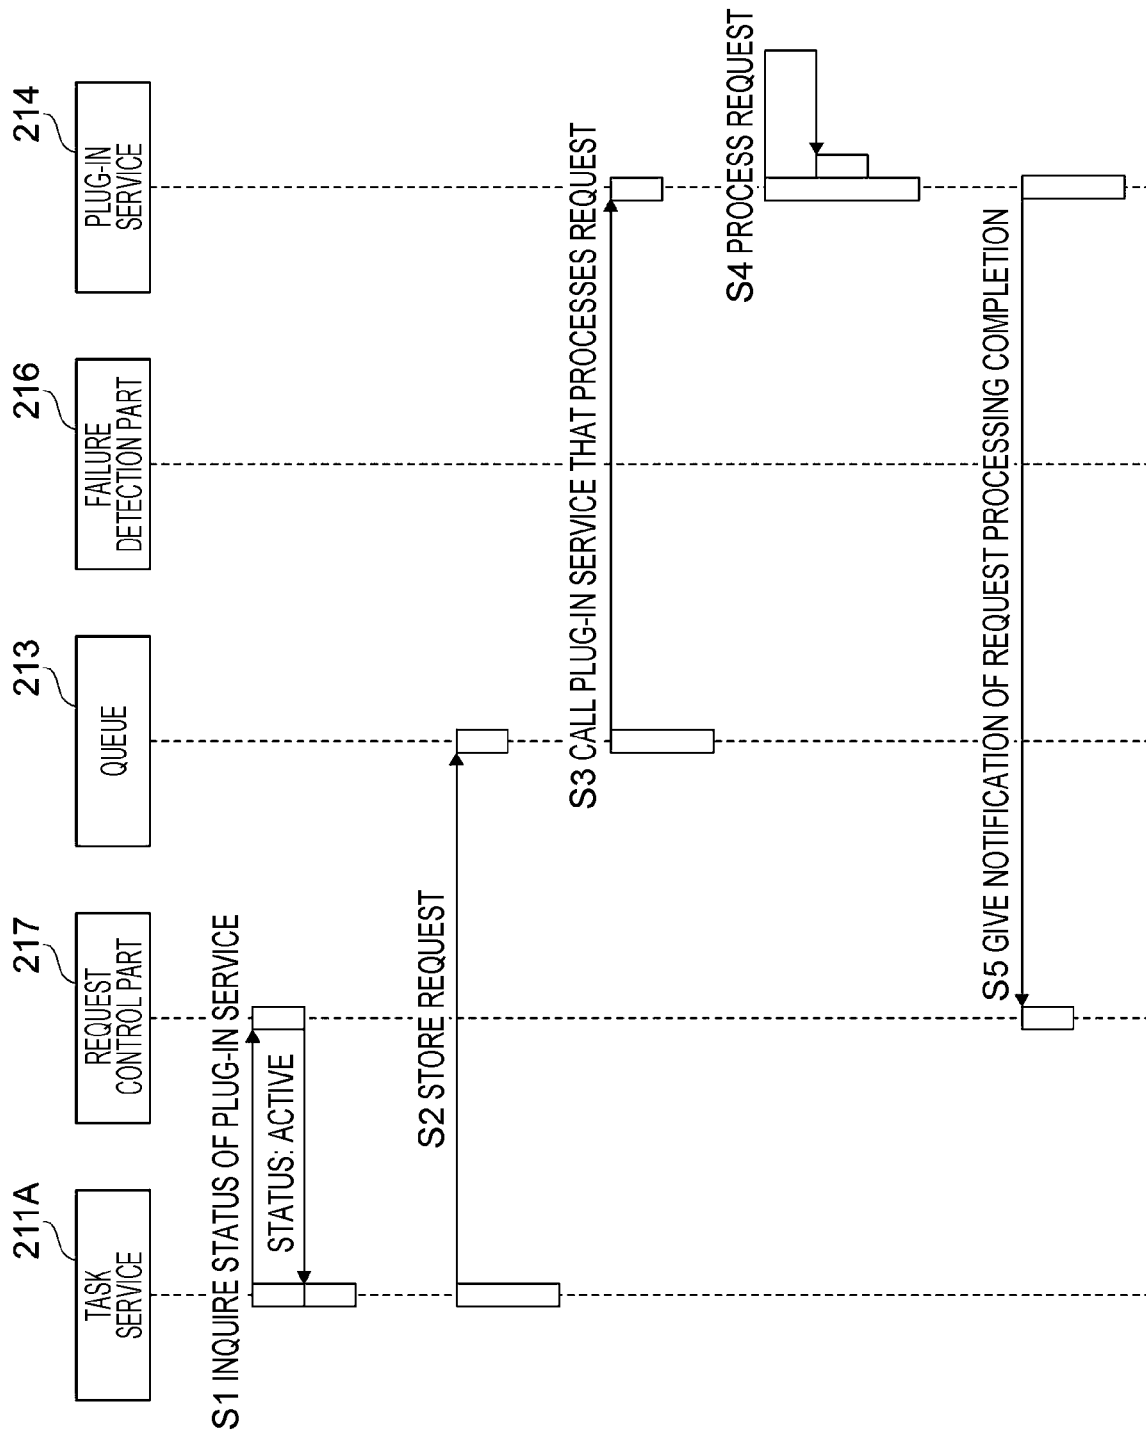 211A
TASK
SERVICE
217
REQUEST
CONTROL PART
213
QUEUE
216
FAILURE
DETECTION PART
214
PLUG-IN
SERVICE
S1 INQUIRE STATUS OF PLUG-IN SERVICE
STATUS: ACTIVE
S2 STORE REQUEST
S3 CALL PLUG-IN SERVICE THAT PROCESSES REQUEST
S4 PROCESS REQUEST
S5 GIVE NOTIFICATION OF REQUEST PROCESSING COMPLETION